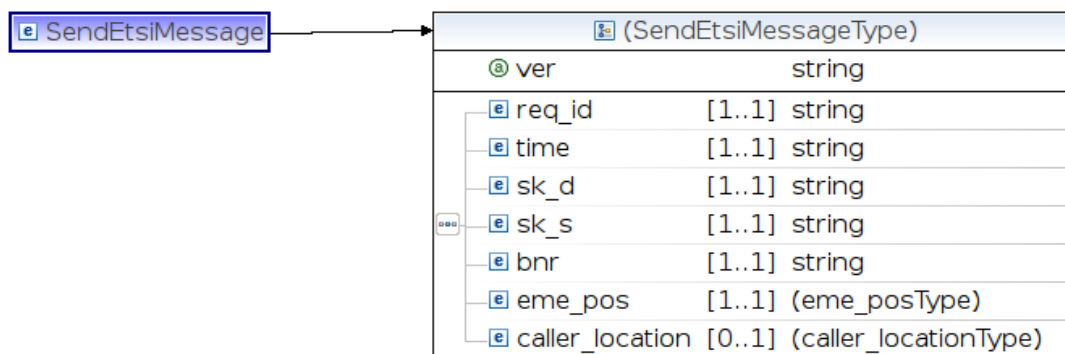 e SendEtsiMessage
(SendEtsiMessageType)
a ver string
e req_id [1..1] string
e time [1..1] string
e sk_d [1..1] string
e sk_s [1..1] string
e bnr [1..1] string
e eme_pos [1..1] (eme_posType)
e caller_location [0..1] (caller_locationType)